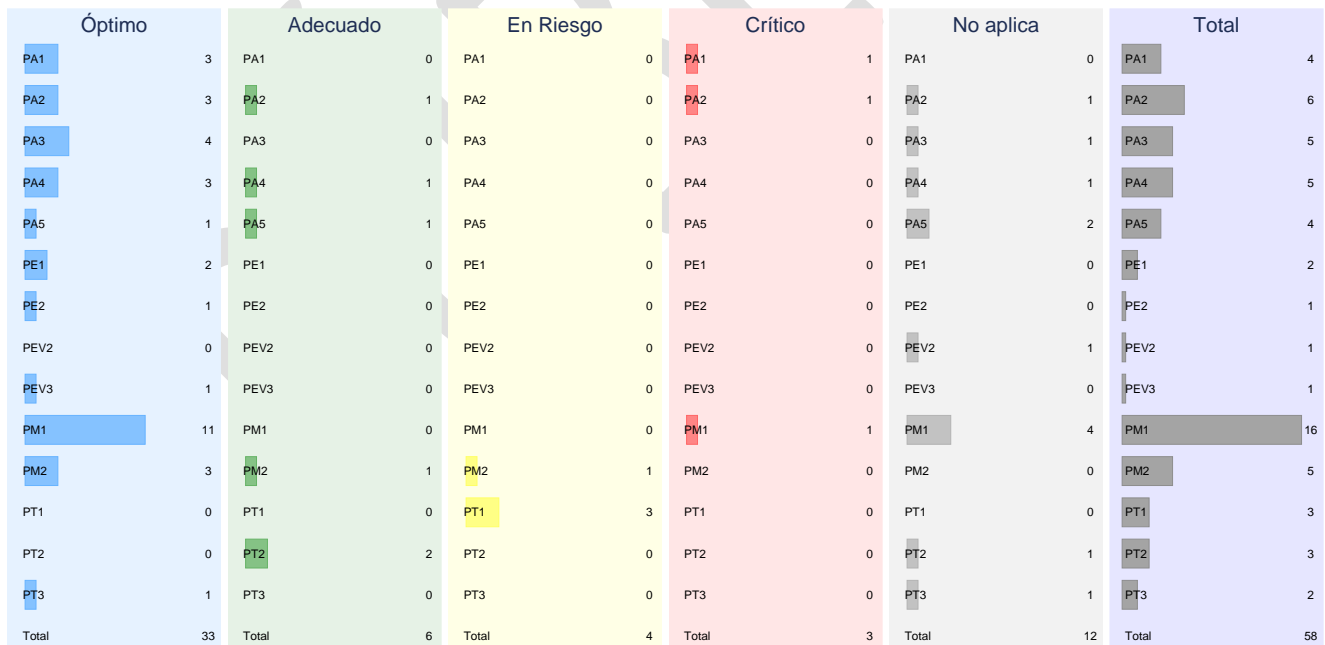 Óptimo Adecuado En Riesgo Crítico No aplica Total
PA1 3 PA1 0 PA1 0 PA1 1 PA1 0 PA1 4
PA2 3 PA2 1 PA2 0 PA2 1 PA2 1 PA2 6
PA3 4 PA3 0 PA3 0 PA3 0 PA3 1 PA3 5
PA4 3 PA4 1 PA4 0 PA4 0 PA4 1 PA4 5
PA5 1 PA5 1 PA5 0 PA5 0 PA5 2 PA5 4
PE1 2 PE1 0 PE1 0 PE1 0 PE1 0 PE1 2
PE2 1 PE2 0 PE2 0 PE2 0 PE2 0 PE2 1
PEV2 0 PEV2 0 PEV2 0 PEV2 0 PEV2 1 PEV2 1
PEV3 1 PEV3 0 PEV3 0 PEV3 0 PEV3 0 PEV3 1
PM1 11 PM1 0 PM1 0 PM1 1 PM1 4 PM1 16
PM2 3 PM2 1 PM2 1 PM2 0 PM2 0 PM2 5
PT1 0 PT1 0 PT1 3 PT1 0 PT1 0 PT1 3
PT2 0 PT2 2 PT2 0 PT2 0 PT2 1 PT2 3
PT3 1 PT3 0 PT3 0 PT3 0 PT3 1 PT3 2
Total 33 Total 6 Total 4 Total 3 Total 12 Total 58